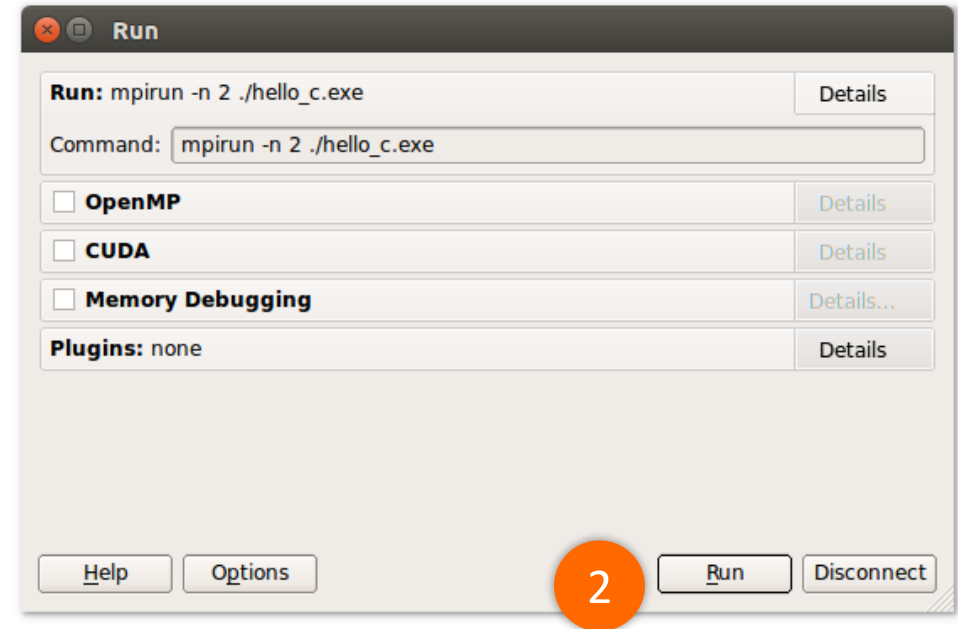 Run
Run: mpirun -n 2 ./hello_c.exe Details
Command: mpirun -n 2 ./hello_c.exe
OpenMP Details
CUDA Details
Memory Debugging Details...
Plugins: none Details
Help Options 2 Run Disconnect